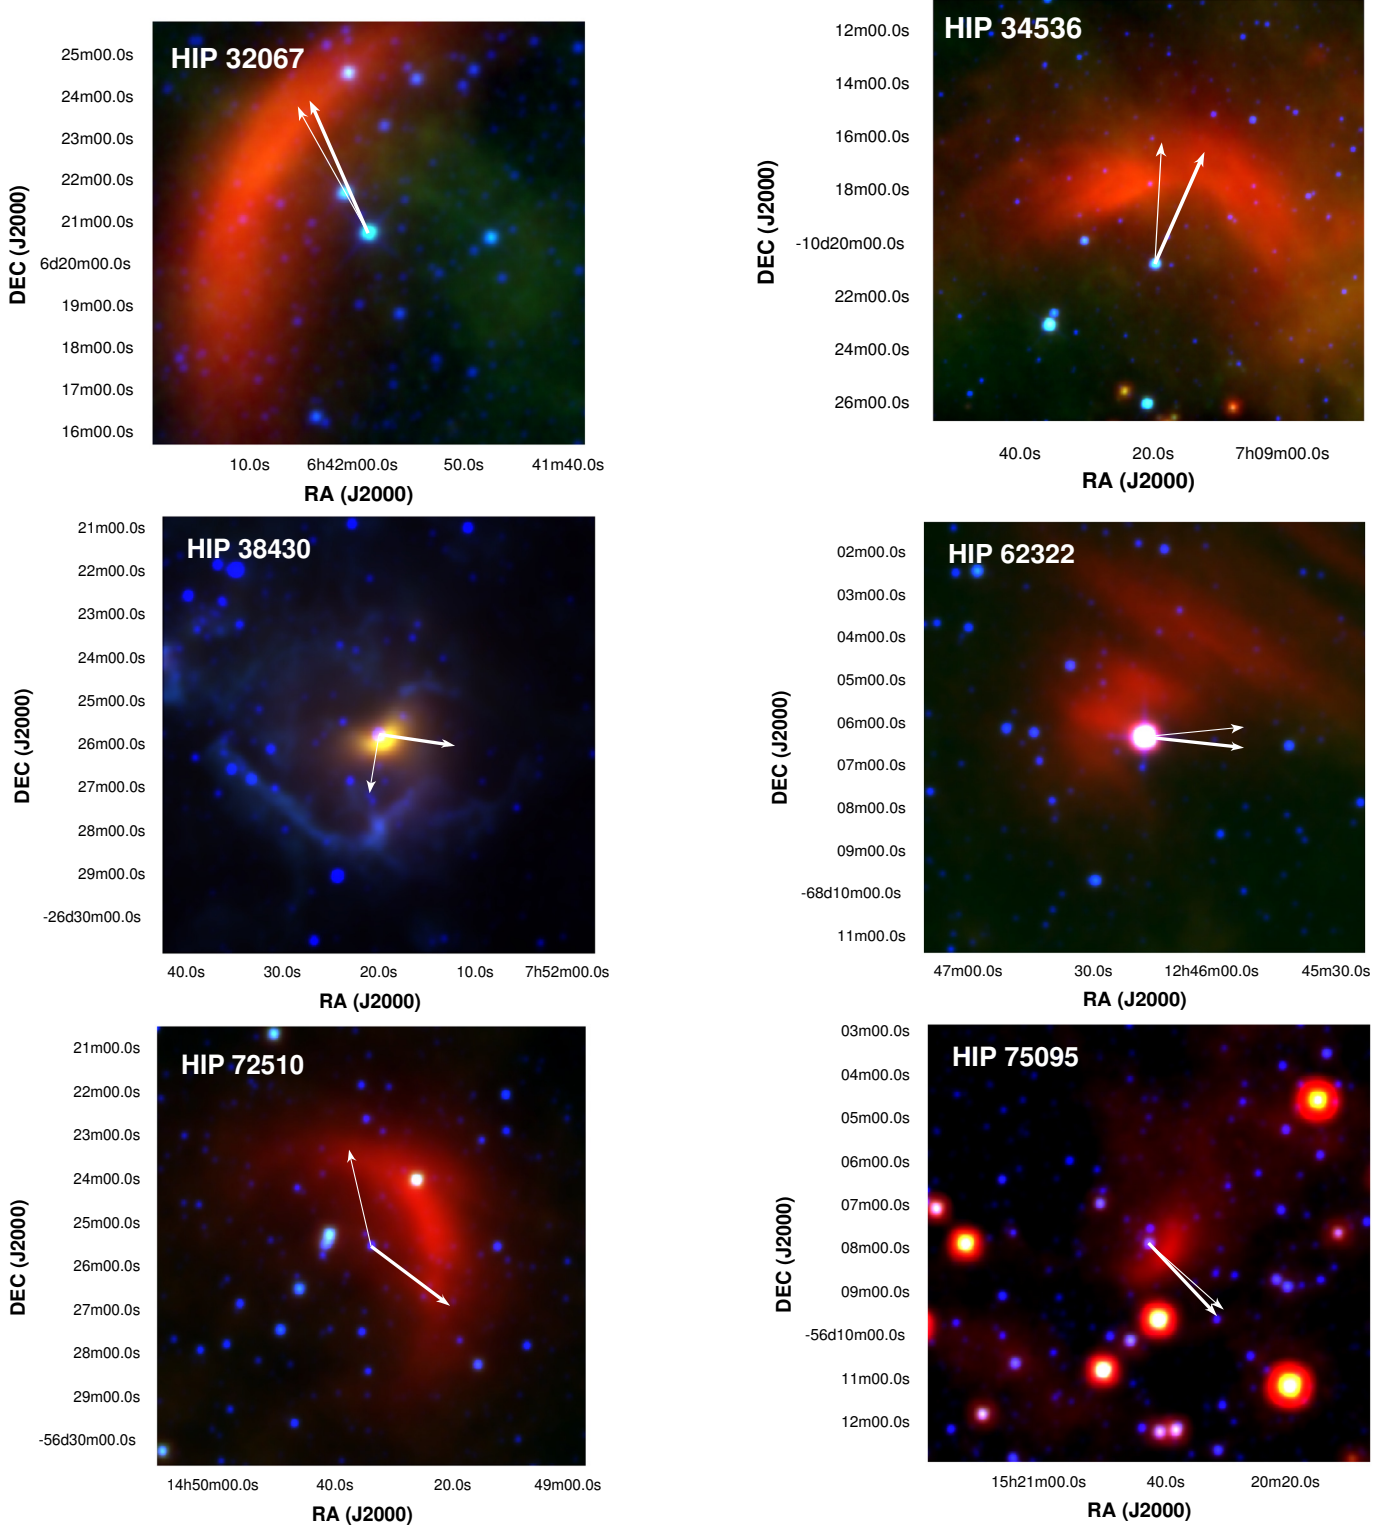 HIP 32067
25m00.0s
24m00.0s
23m00.0s
22m00.0s
21m00.0s
6d20m00.0s
19m00.0s
18m00.0s
17m00.0s
16m00.0s
DEC (J2000)
10.0s 6h42m00.0s 50.0s 41m40.0s
RA (J2000)
HIP 34536
12m00.0s
14m00.0s
16m00.0s
18m00.0s
-10d20m00.0s
22m00.0s
24m00.0s
26m00.0s
DEC (J2000)
40.0s 20.0s 7h09m00.0s
RA (J2000)
HIP 38430
21m00.0s
22m00.0s
23m00.0s
24m00.0s
25m00.0s
26m00.0s
27m00.0s
28m00.0s
29m00.0s
-26d30m00.0s
DEC (J2000)
40.0s 30.0s 20.0s 10.0s 7h52m00.0s
RA (J2000)
HIP 62322
02m00.0s
03m00.0s
04m00.0s
05m00.0s
06m00.0s
07m00.0s
08m00.0s
09m00.0s
-68d10m00.0s
11m00.0s
DEC (J2000)
47m00.0s 30.0s 12h46m00.0s 45m30.0s
RA (J2000)
HIP 72510
21m00.0s
22m00.0s
23m00.0s
24m00.0s
25m00.0s
26m00.0s
27m00.0s
28m00.0s
29m00.0s
-56d30m00.0s
DEC (J2000)
14h50m00.0s 40.0s 20.0s 49m00.0s
RA (J2000)
HIP 75095
03m00.0s
04m00.0s
05m00.0s
06m00.0s
07m00.0s
08m00.0s
09m00.0s
-56d10m00.0s
11m00.0s
12m00.0s
DEC (J2000)
15h21m00.0s 40.0s 20m20.0s
RA (J2000)